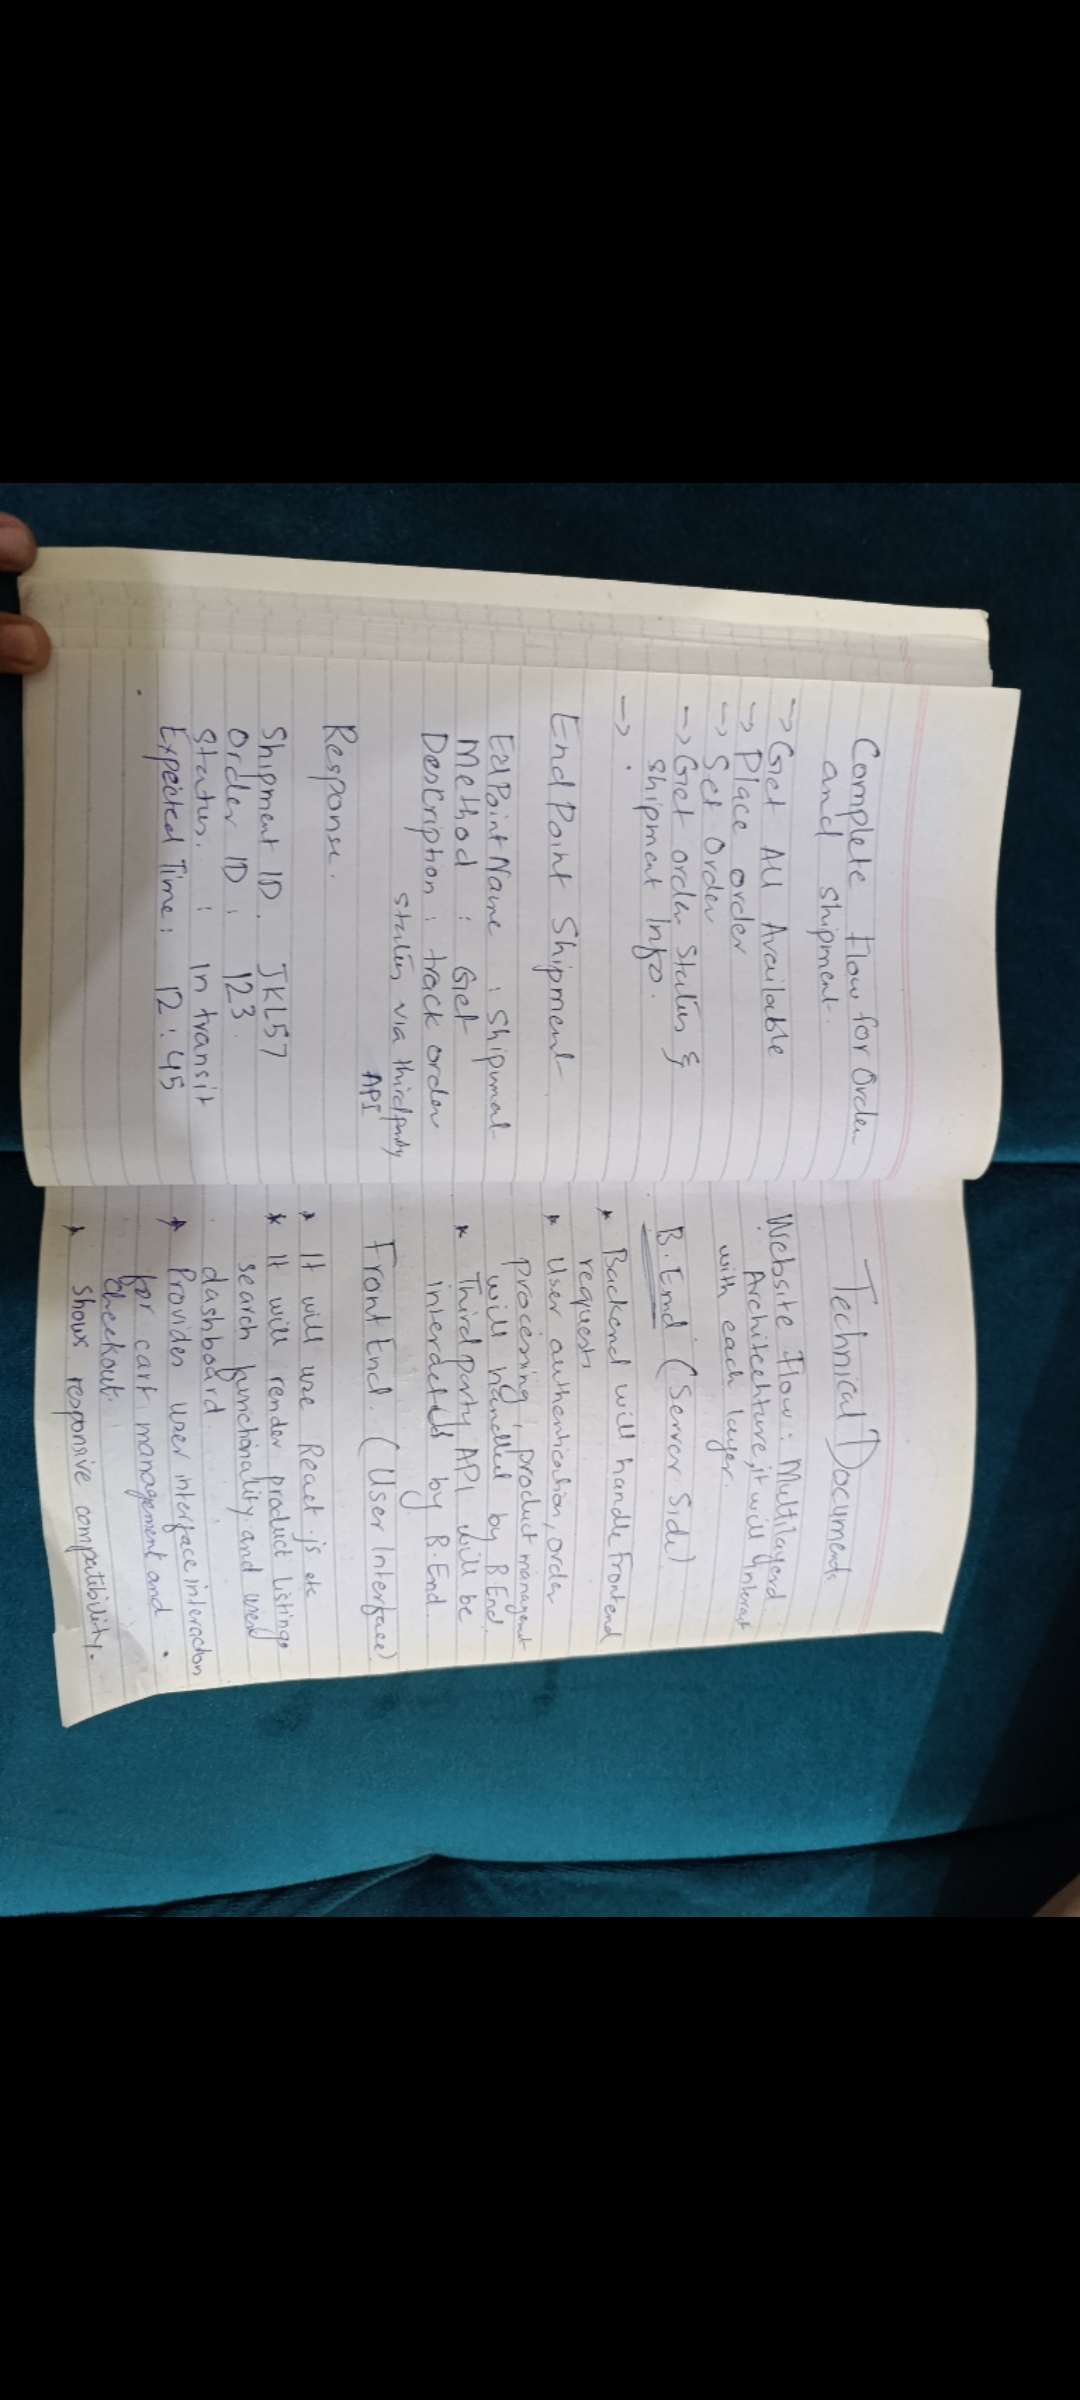 Complete Flow for Order
and shipment.
-> Get All Available
-> Place order
-> Set Order
-> Get order Status &
shipment Info.
-> .
End Point Shipment
Ed Point Name : Shipment
Method : Get
Description : track order
status via third party
API
Response.
Shipment ID. JKL57
Order ID : 123.
Status. : In transit
Expected Time : 12:45
Technical Documents
Website Flow : Multilayerd
Architechture, it will interact
with each layer.
B.End (Server Side)
* Backend will handle Frontend
requests
* User authentication, order
processing, product management
will handled by B End.
* Third party API will be
by B.End.
Front End. (User Interface)
* It will use React js etc
* It will render product listings
search functionality and user
dashboard
* Provides user interface interaction
for cart management and .
checkout.
* Shows responsive compatibility.